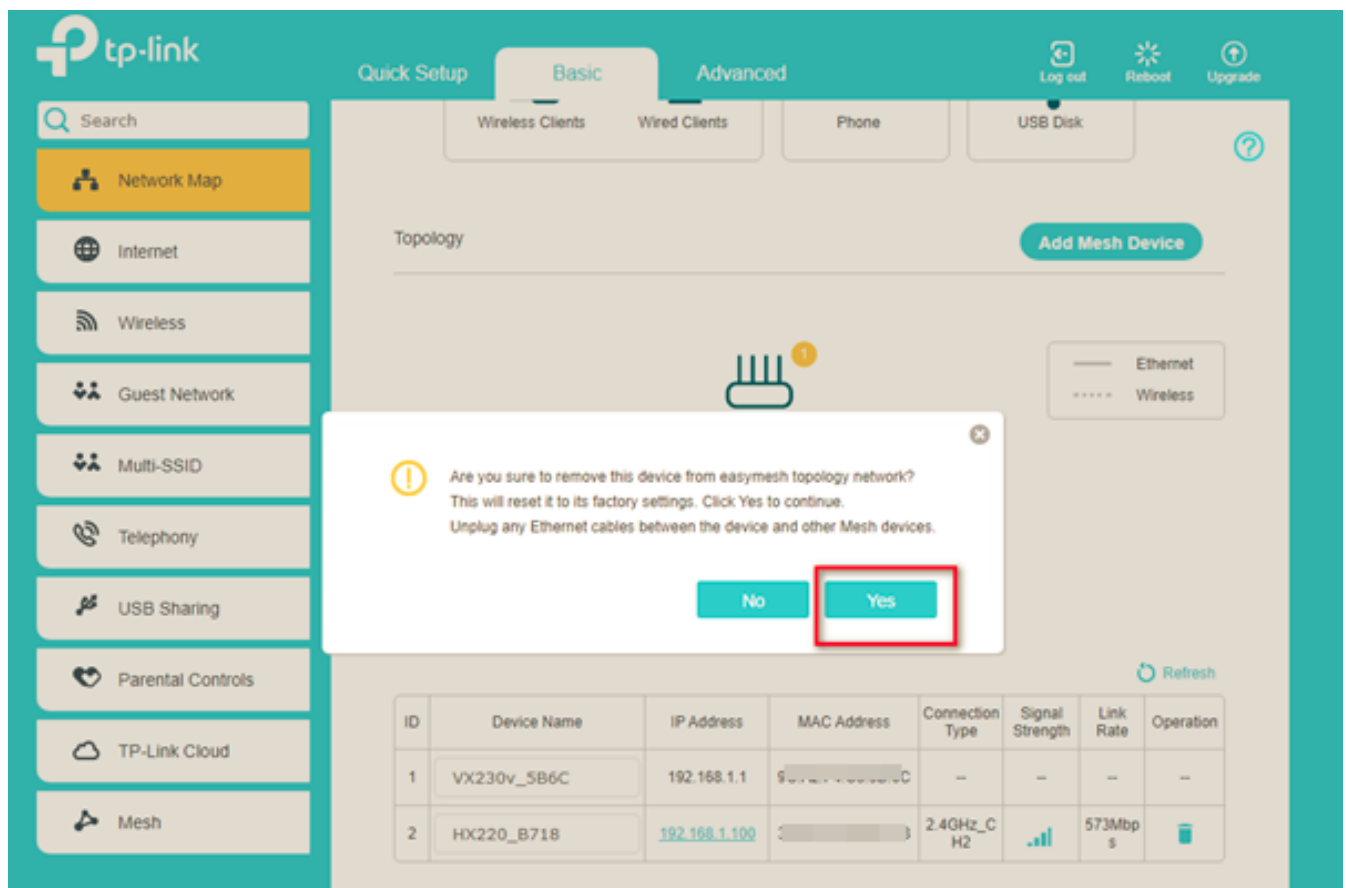 tp-link
Quick Setup
Basic
Advanced
Log out
Reboot
Upgrade
Search
Network Map
Internet
Wireless
Guest Network
Multi-SSID
Telephony
USB Sharing
Parental Controls
TP-Link Cloud
Mesh
Wireless Clients
Wired Clients
Phone
USB Disk
?
Topology
Add Mesh Device
1
Ethernet
Wireless
Are you sure to remove this device from easymesh topology network?
This will reset it to its factory settings. Click Yes to continue.
Unplug any Ethernet cables between the device and other Mesh devices.
No
Yes
Refresh
ID Device Name IP Address MAC Address Connection Type Signal Strength Link Rate Operation
1 VX230v_5B6C 192.168.1.1 -- -- -- --
2 HX220_B718 192.168.1.100 2.4GHz_CH2 573Mbps